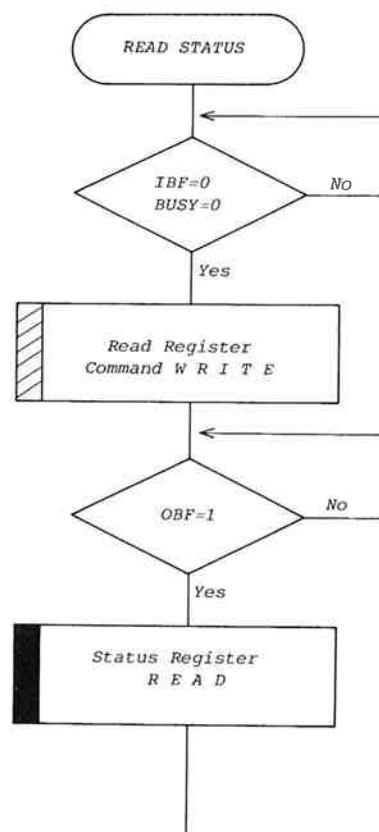 READ STATUS
IBF=0
BUSY=0
No
Yes
Read Register
Command W R I T E
OBF=1
No
Yes
Status Register
R E A D